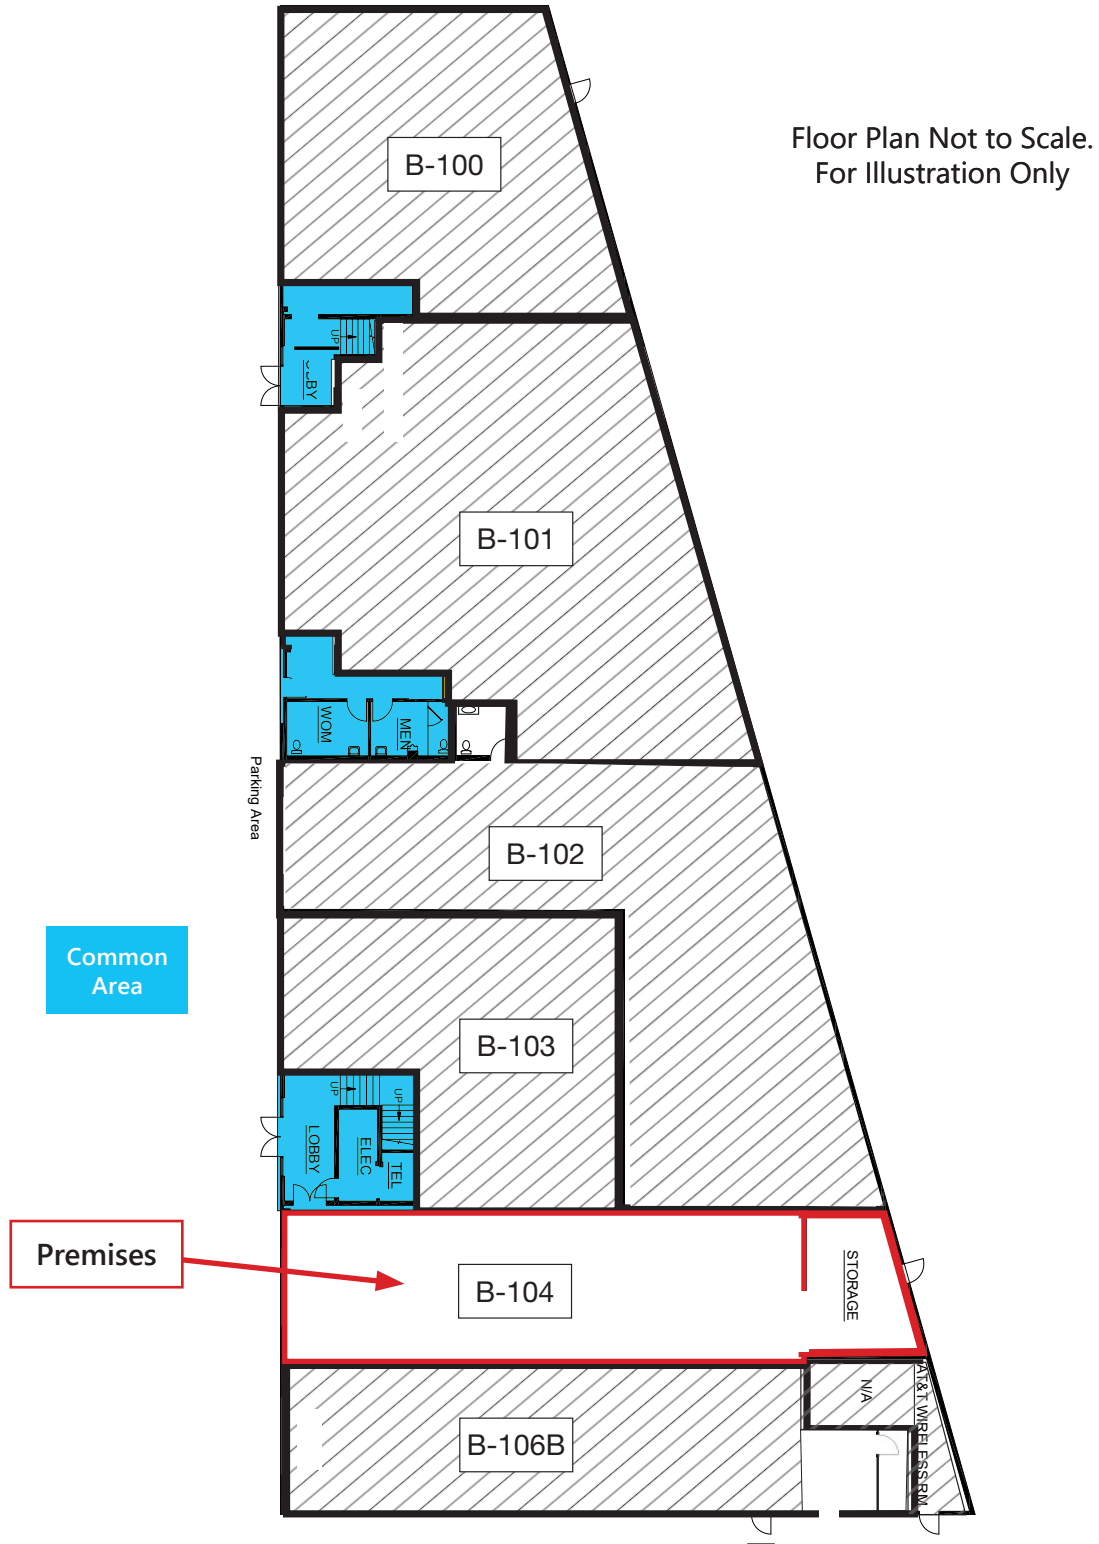 Floor Plan Not to Scale.
For Illustration Only
B-100
UP
B-101
WOM
MEN
Parking Area
B-102
Common
Area
B-103
UP
UP
LOBBY
ELEC
TEL
Premises
B-104
STORAGE
N/A
AT&T WIRELESS RM
B-106B